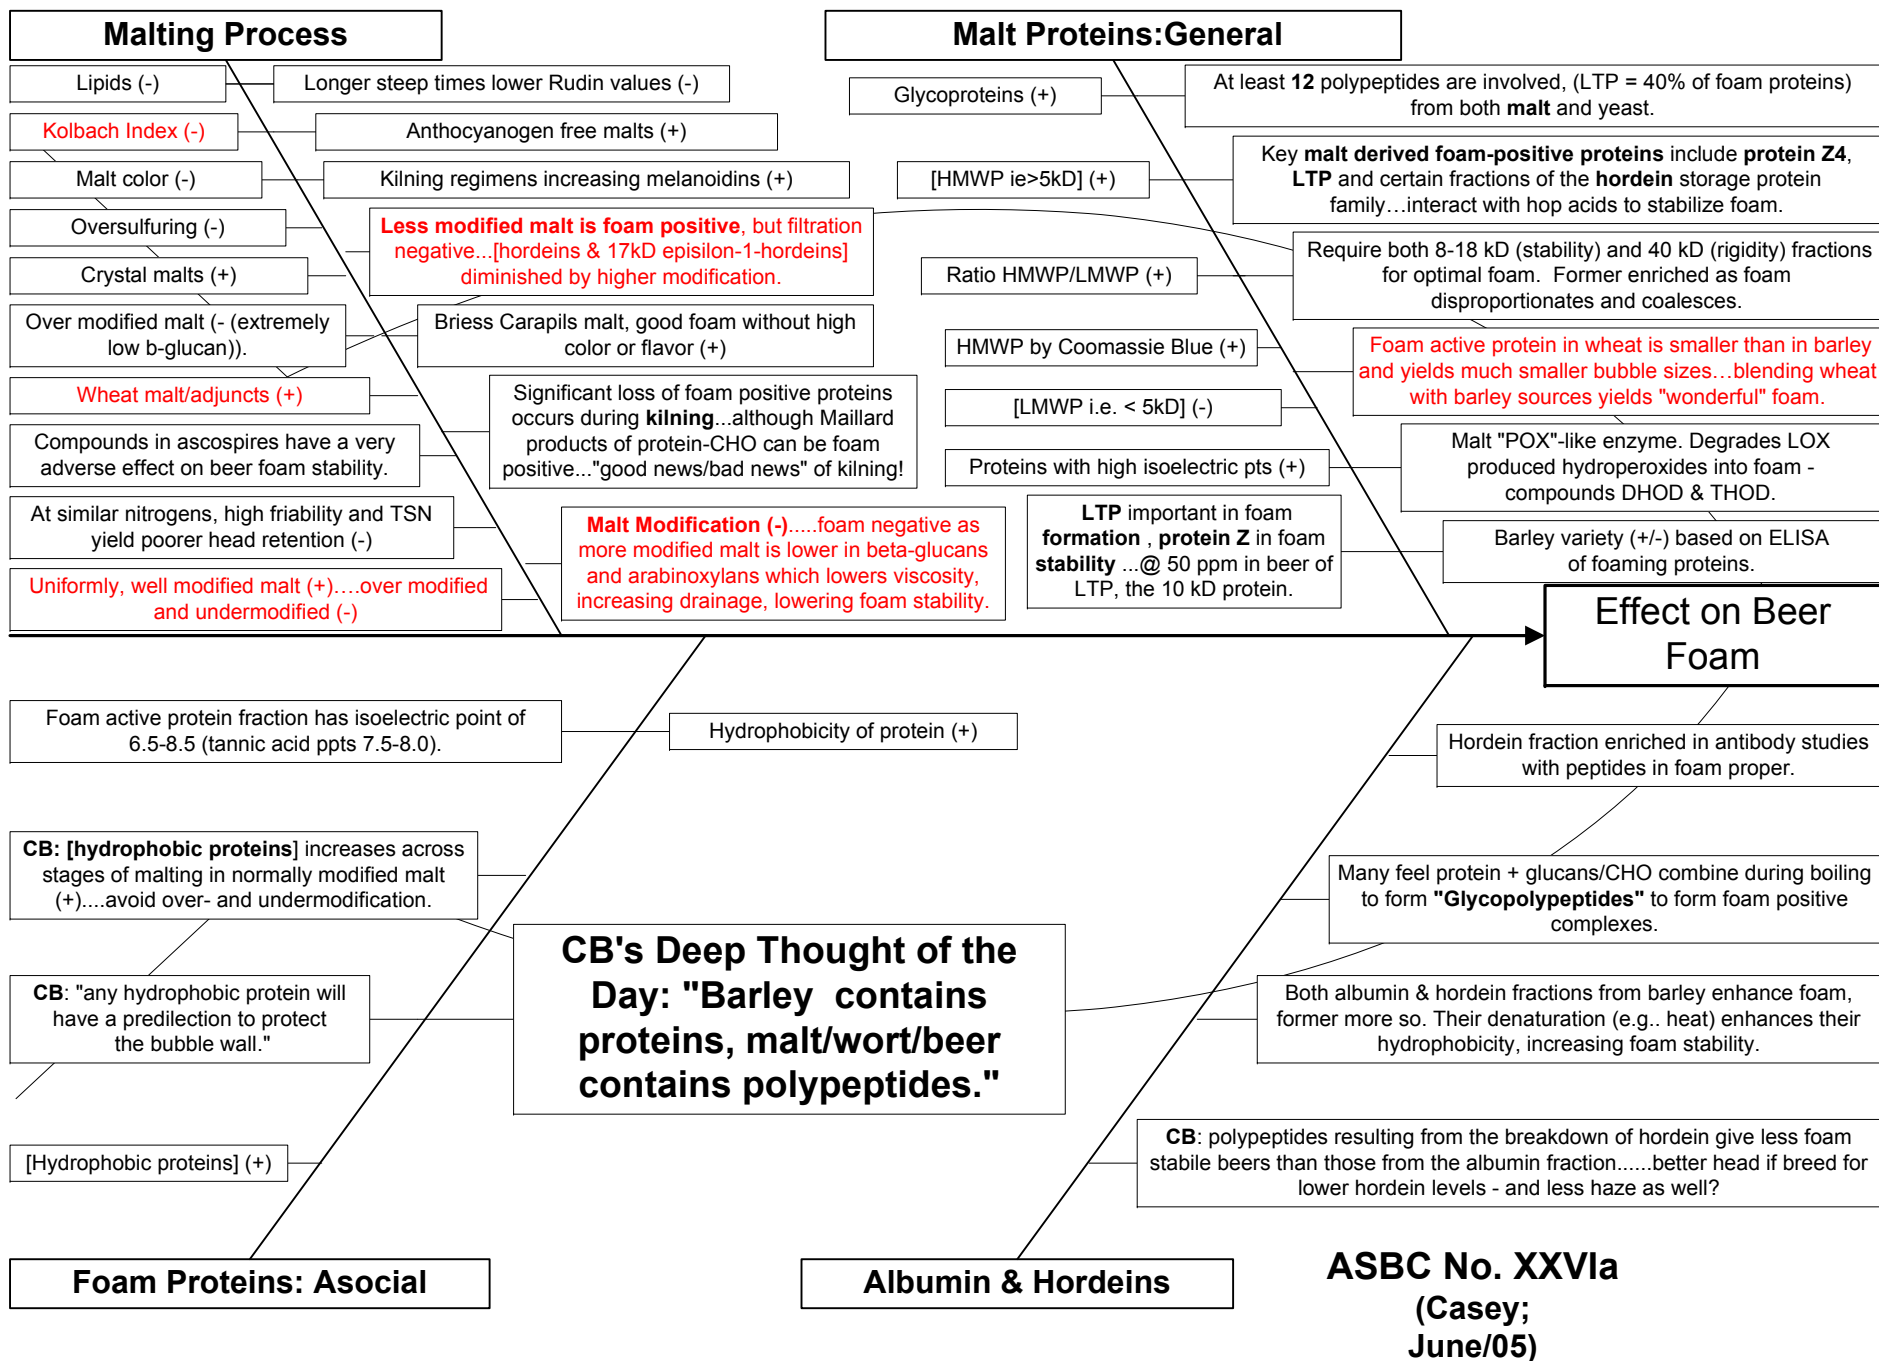 Malting Process
Lipids (-)
Longer steep times lower Rudin values (-)
Kolbach Index (-)
Anthocyanogen free malts (+)
Malt color (-)
Kilning regimens increasing melanoidins (+)
Oversulfuring (-)
Less modified malt is foam positive, but filtration
negative...[hordeins & 17kD episilon-1-hordeins]
diminished by higher modification.
Crystal malts (+)
Over modified malt (- (extremely
low b-glucan)).
Briess Carapils malt, good foam without high
color or flavor (+)
Wheat malt/adjuncts (+)
Significant loss of foam positive proteins
occurs during kilning...although Maillard
products of protein-CHO can be foam
positive..."good news/bad news" of kilning!
Compounds in ascospires have a very
adverse effect on beer foam stability.
At similar nitrogens, high friability and TSN
yield poorer head retention (-)
Malt Modification (-).....foam negative as
more modified malt is lower in beta-glucans
and arabinoxylans which lowers viscosity,
increasing drainage, lowering foam stability.
Uniformly, well modified malt (+)....over modified
and undermodified (-)
Malt Proteins:General
Glycoproteins (+)
At least 12 polypeptides are involved, (LTP = 40% of foam proteins)
from both malt and yeast.
[HMWP ie>5kD] (+)
Key malt derived foam-positive proteins include protein Z4,
LTP and certain fractions of the hordein storage protein
family…interact with hop acids to stabilize foam.
Ratio HMWP/LMWP (+)
Require both 8-18 kD (stability) and 40 kD (rigidity) fractions
for optimal foam.  Former enriched as foam
disproportionates and coalesces.
HMWP by Coomassie Blue (+)
Foam active protein in wheat is smaller than in barley
and yields much smaller bubble sizes…blending wheat
with barley sources yields "wonderful" foam.
[LMWP i.e. < 5kD] (-)
Malt "POX"-like enzyme. Degrades LOX
produced hydroperoxides into foam -
compounds DHOD & THOD.
Proteins with high isoelectric pts (+)
LTP important in foam
formation , protein Z in foam
stability ...@ 50 ppm in beer of
LTP, the 10 kD protein.
Barley variety (+/-) based on ELISA
of foaming proteins.
Effect on Beer
Foam
Foam active protein fraction has isoelectric point of
6.5-8.5 (tannic acid ppts 7.5-8.0).
Hydrophobicity of protein (+)
CB: [hydrophobic proteins] increases across
stages of malting in normally modified malt
(+)....avoid over- and undermodification.
CB: "any hydrophobic protein will
have a predilection to protect
the bubble wall."
[Hydrophobic proteins] (+)
Foam Proteins: Asocial
CB's Deep Thought of the
Day: "Barley  contains
proteins, malt/wort/beer
contains polypeptides."
Hordein fraction enriched in antibody studies
with peptides in foam proper.
Many feel protein + glucans/CHO combine during boiling
to form "Glycopolypeptides" to form foam positive
complexes.
Both albumin & hordein fractions from barley enhance foam,
former more so. Their denaturation (e.g.. heat) enhances their
hydrophobicity, increasing foam stability.
CB: polypeptides resulting from the breakdown of hordein give less foam
stabile beers than those from the albumin fraction......better head if breed for
lower hordein levels - and less haze as well?
Albumin & Hordeins
ASBC No. XXVIa
(Casey;
June/05)